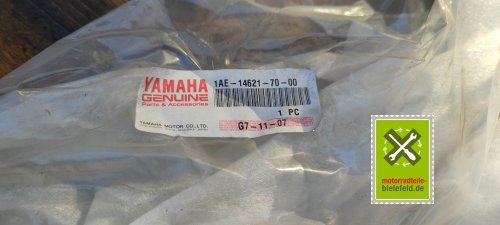 YAMAHA
GENUINE
Parts & Accessories
YAMAHA MOTOR CO., LTD.
1AE-14621-70-00
1 PC
G7-11-07
motorradteile-
bielefeld.de